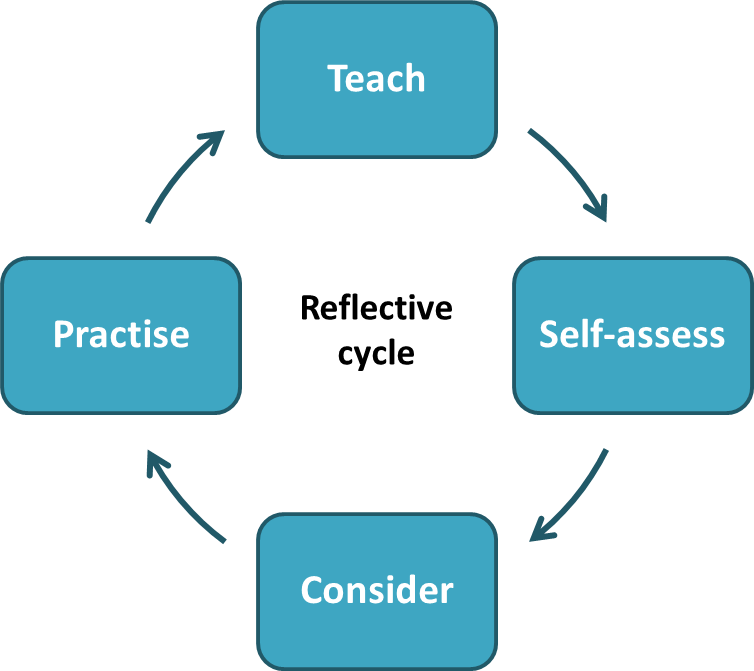 Teach
Practise
Reflective
cycle
Self-assess
Consider